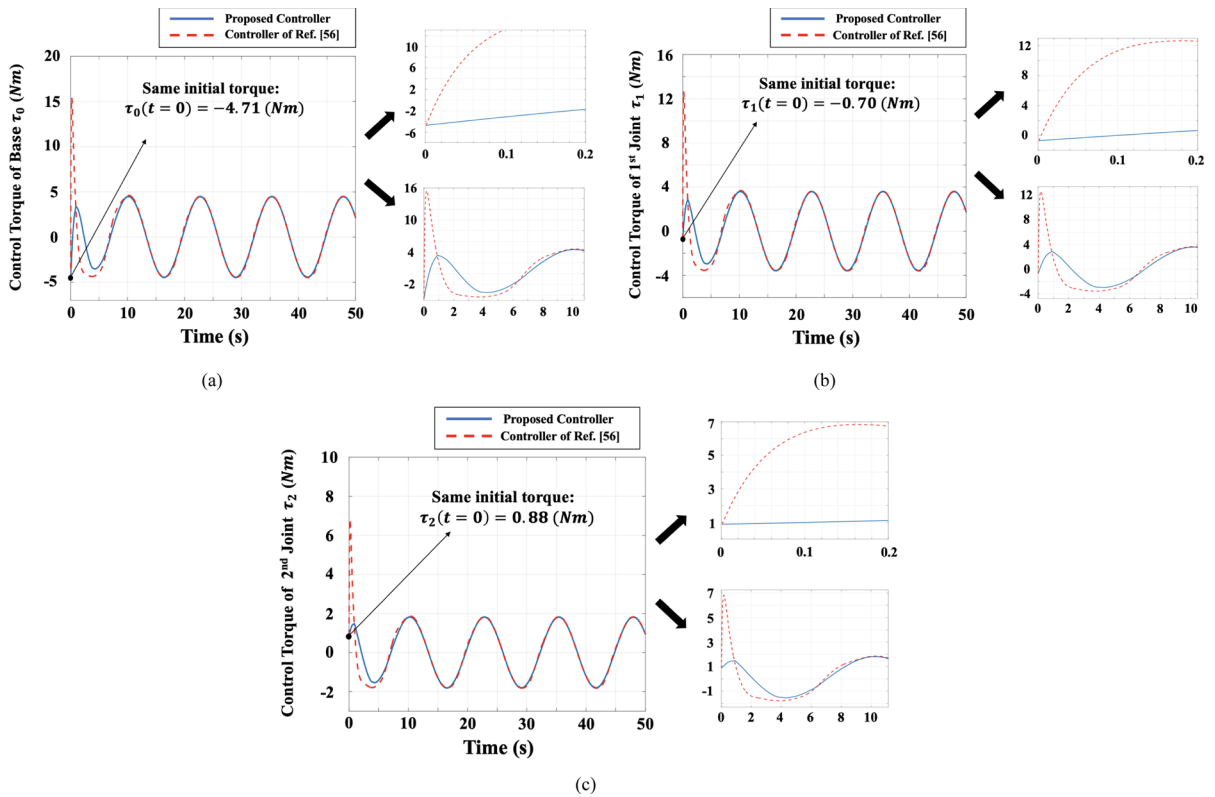 Proposed Controller
Controller of Ref. [56]
Control Torque of Base τ0 (Nm)
20
15
10
5
0
-5
Same initial torque:
τ0(t = 0) = −4.71 (Nm)
0 10 20 30 40 50
Time (s)
12
8
6
4
2
-2
-6
0 0.1 0.2
16
10
4
-2
0 2 4 6 8 10
(a)
Proposed Controller
Controller of Ref. [56]
Control Torque of 1st Joint τ1 (Nm)
16
12
8
4
0
-4
Same initial torque:
τ1(t = 0) = −0.70 (Nm)
0 10 20 30 40 50
Time (s)
12
8
4
0
0 0.1 0.2
12
8
4
0
-4
0 2 4 6 8 10
(b)
Proposed Controller
Controller of Ref. [56]
Control Torque of 2nd Joint τ2 (Nm)
10
8
6
4
2
0
-2
Same initial torque:
τ2(t = 0) = 0.88 (Nm)
0 10 20 30 40 50
Time (s)
7
5
3
1
0 0.1 0.2
7
5
3
1
-1
0 2 4 6 8 10
(c)